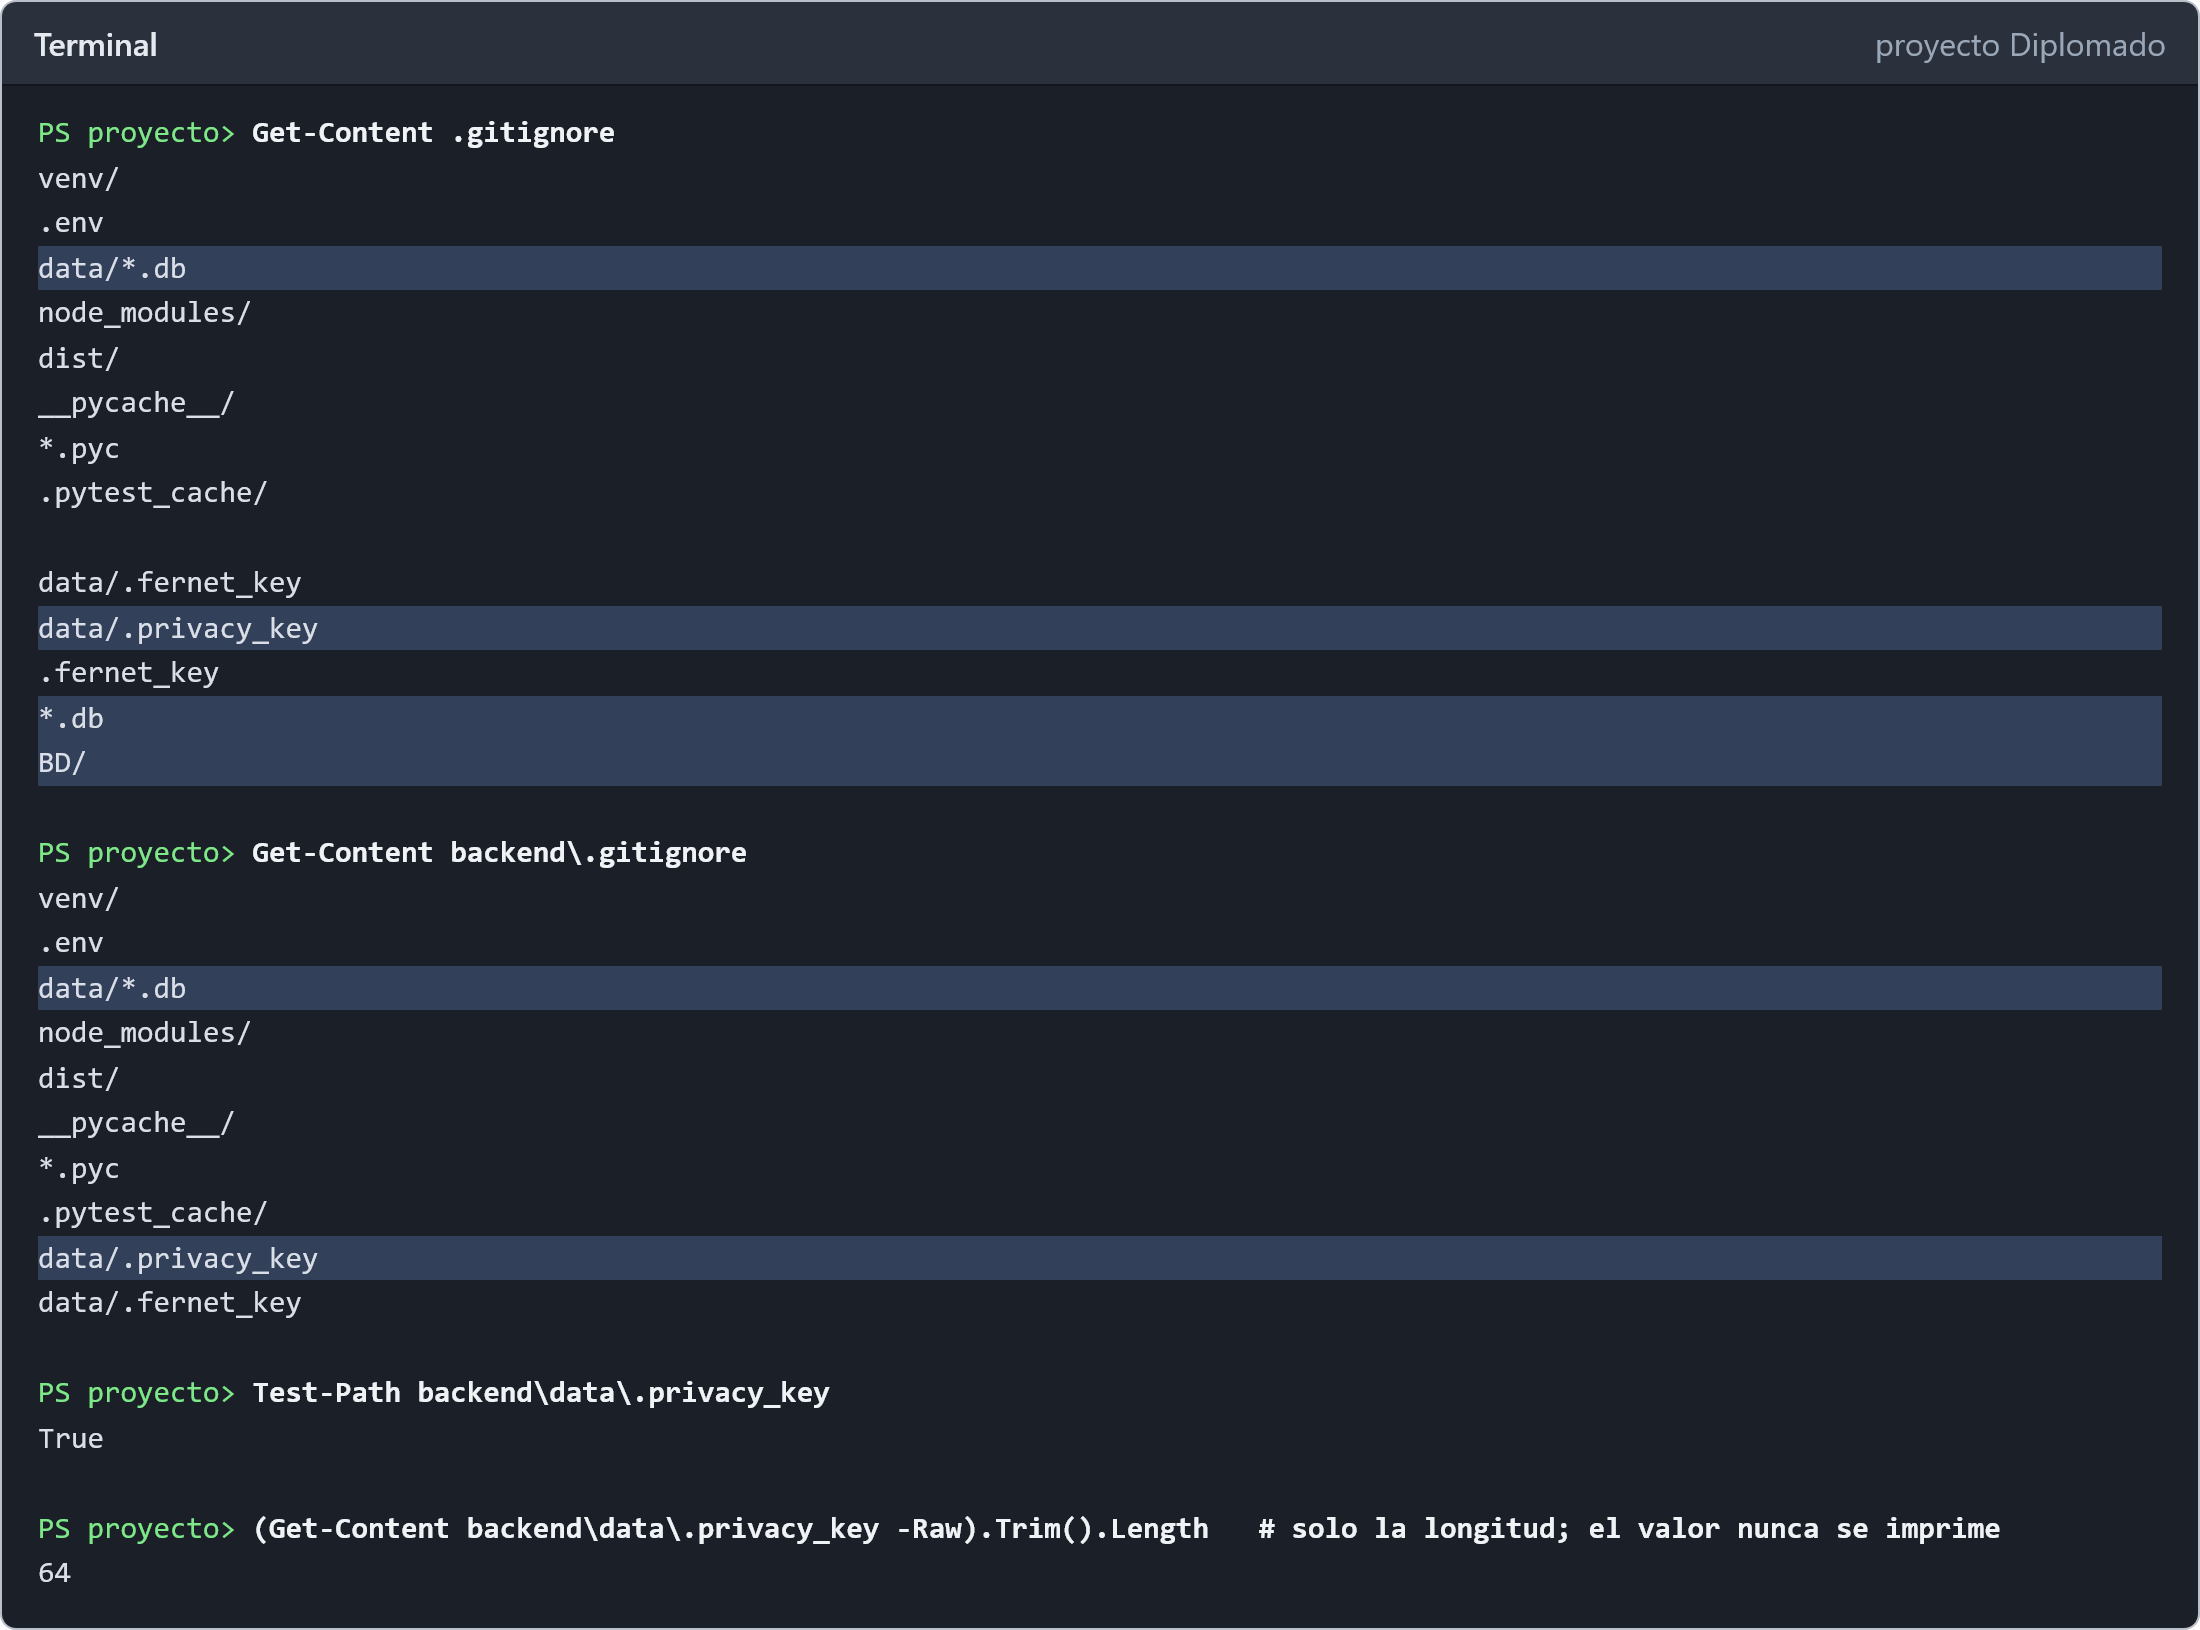 Terminal
proyecto Diplomado
PS proyecto> Get-Content .gitignore
venv/
.env
data/*.db
node_modules/
dist/
__pycache__/
*.pyc
.pytest_cache/
data/.fernet_key
data/.privacy_key
.fernet_key
*.db
BD/
PS proyecto> Get-Content backend\.gitignore
venv/
.env
data/*.db
node_modules/
dist/
__pycache__/
*.pyc
.pytest_cache/
data/.privacy_key
data/.fernet_key
PS proyecto> Test-Path backend\data\.privacy_key
True
PS proyecto> (Get-Content backend\data\.privacy_key -Raw).Trim().Length   # solo la longitud; el valor nunca se imprime
64